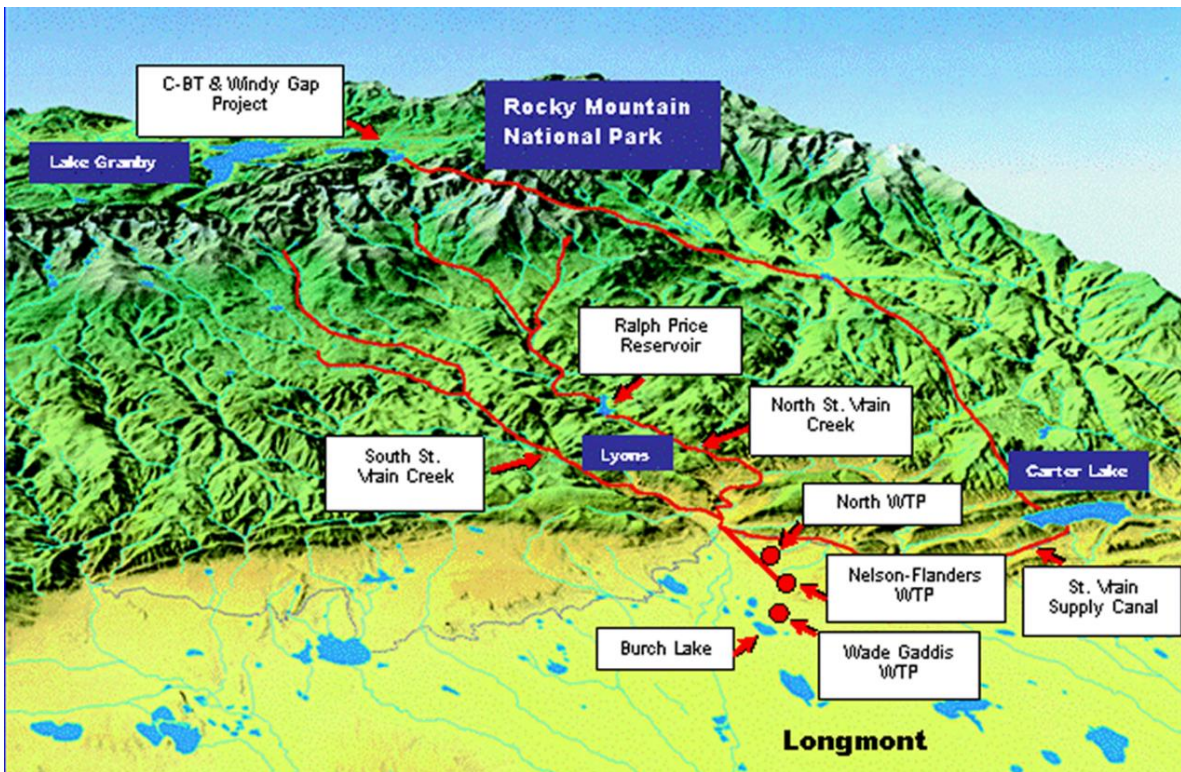 C-BT & Windy Gap
Project
Rocky Mountain
National Park
Lake Granby
Ralph Price
Reservoir
North St. Vrain
Creek
South St.
Vrain Creek
Lyons
Carter Lake
North WTP
Nelson-Flanders
WTP
St. Vrain
Supply Canal
Burch Lake
Wade Gaddis
WTP
Longmont